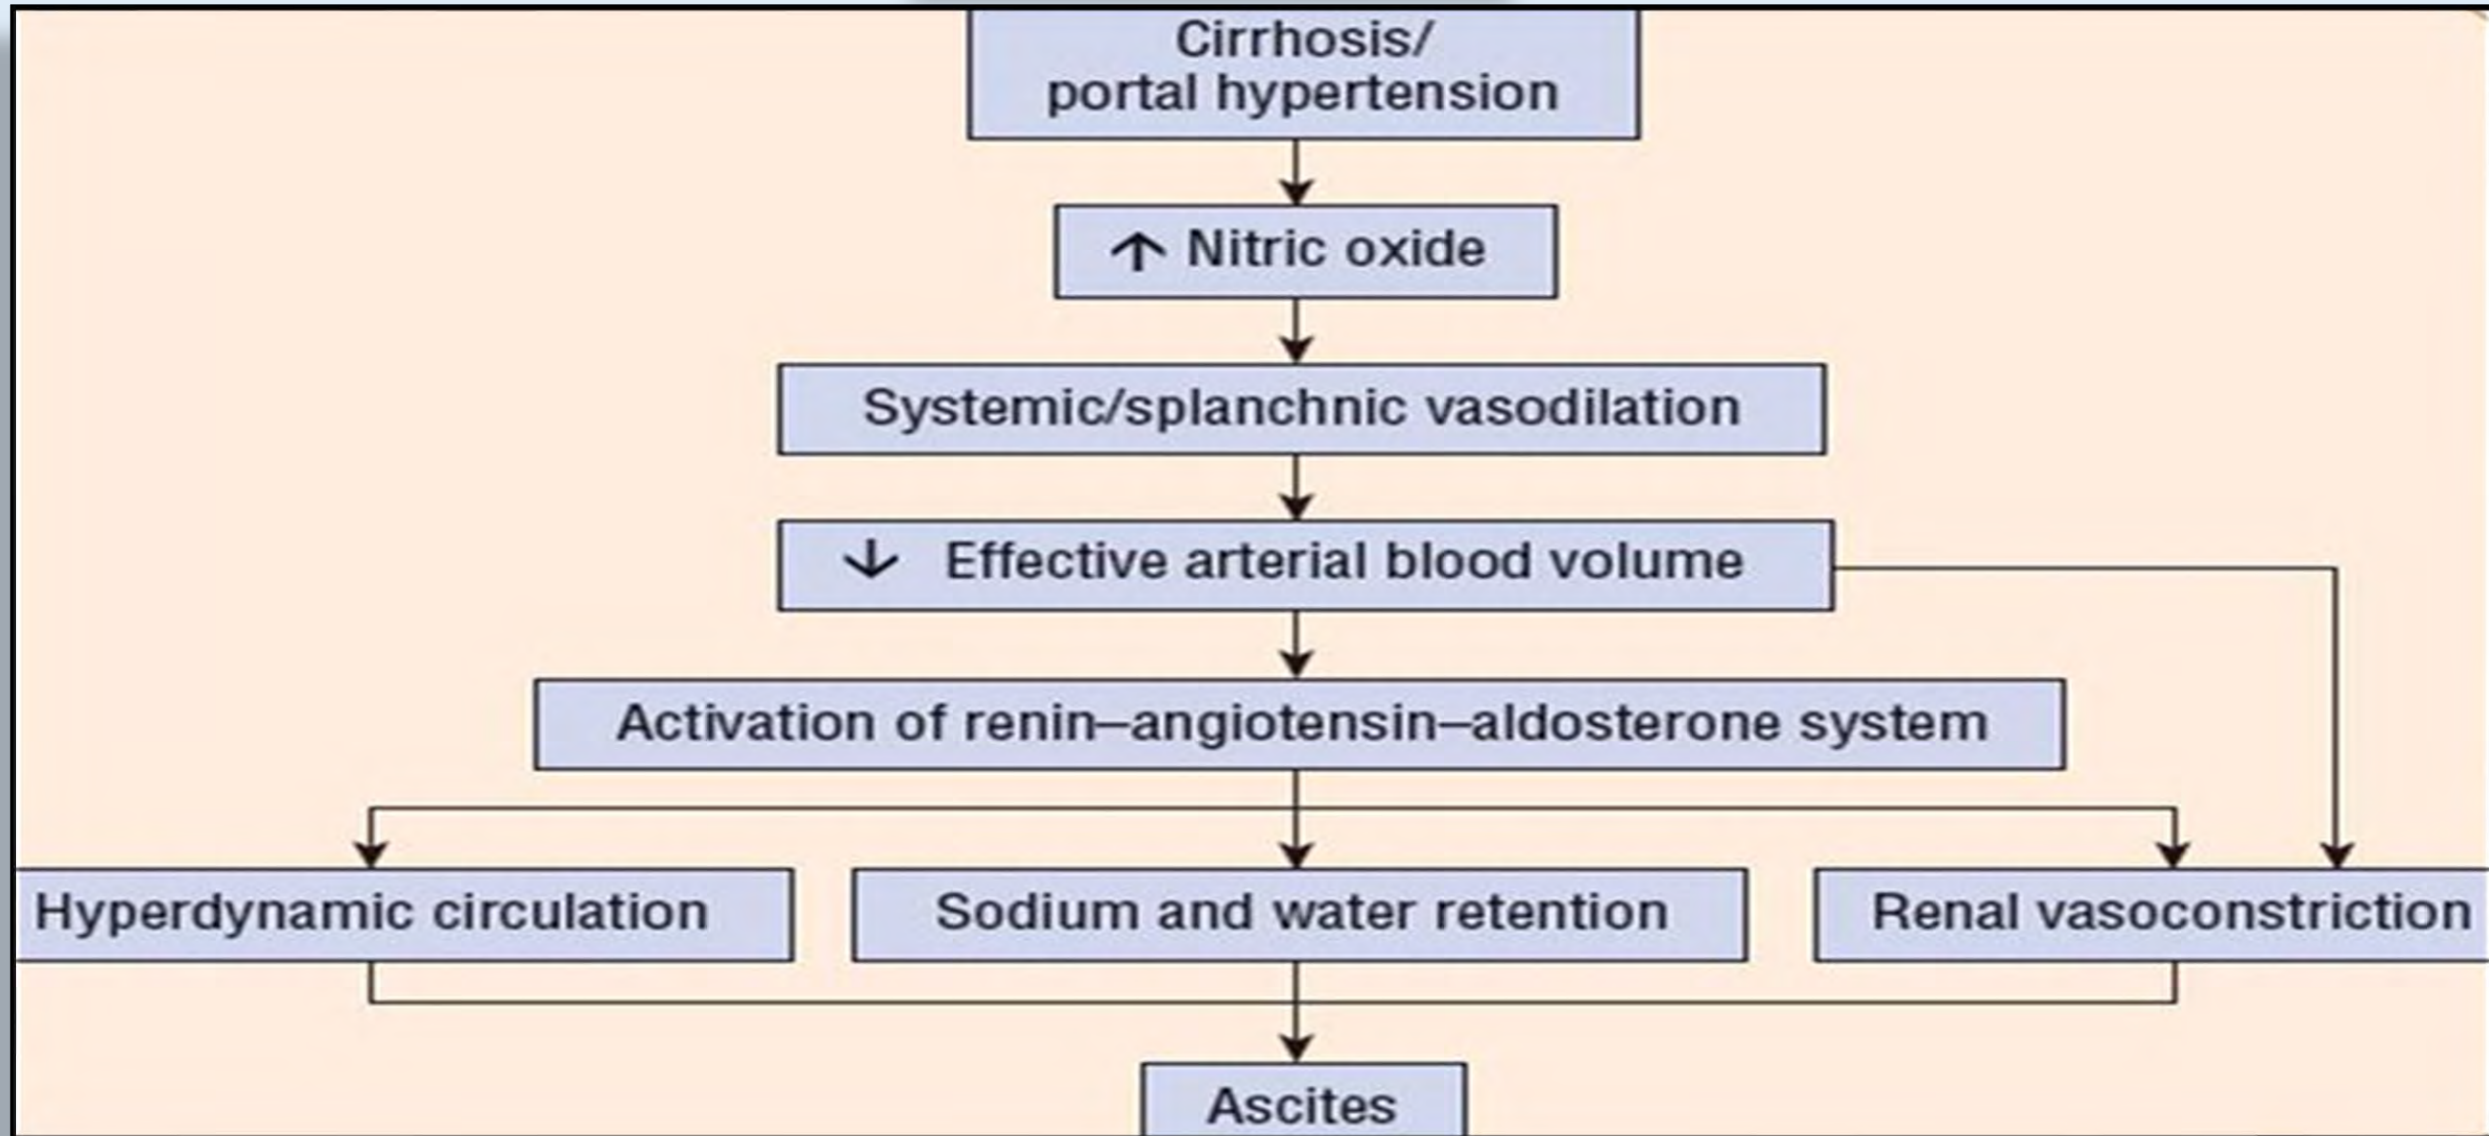 Cirrhosis/
portal hypertension
↑ Nitric oxide
Systemic/splanchnic vasodilation
↓ Effective arterial blood volume
Activation of renin–angiotensin–aldosterone system
Hyperdynamic circulation
Sodium and water retention
Renal vasoconstriction
Ascites